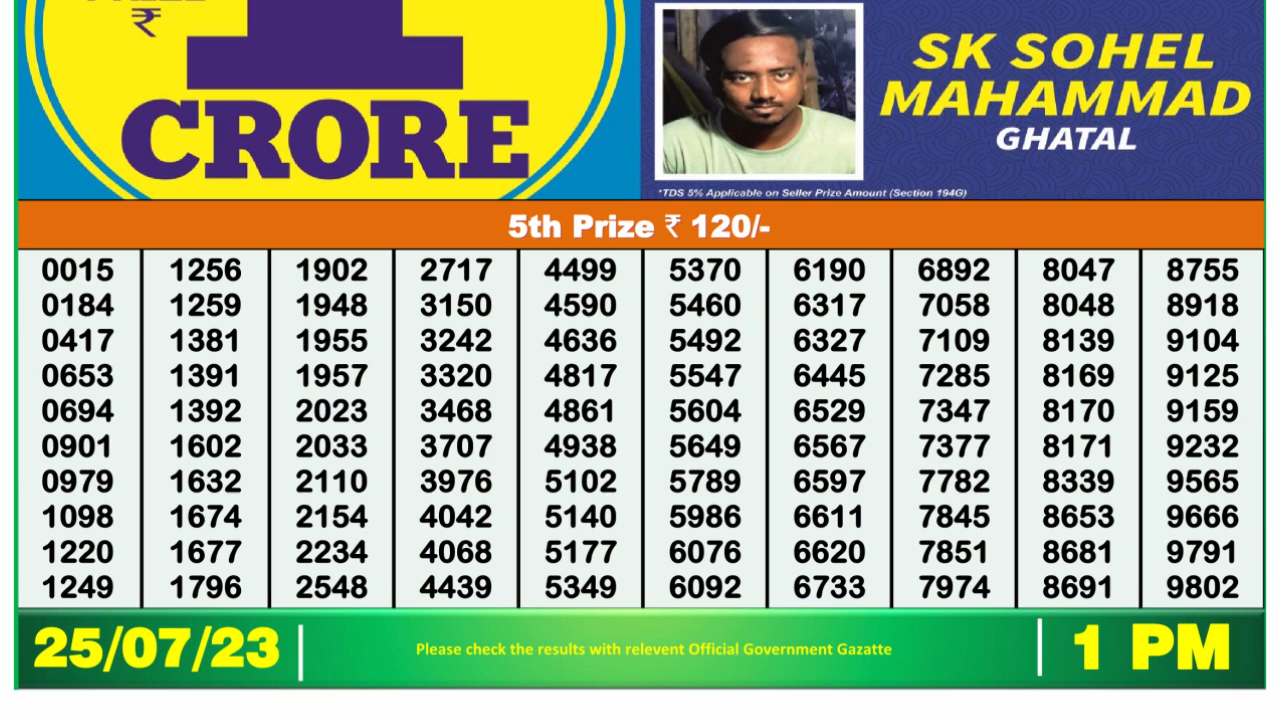 ₹
1
CRORE
SK SOHEL
MAHAMMAD
GHATAL
*TDS 5% Applicable on Seller Prize Amount (Section 194G)
5th Prize ₹ 120/-
0015 1256 1902 2717 4499 5370 6190 6892 8047 8755
0184 1259 1948 3150 4590 5460 6317 7058 8048 8918
0417 1381 1955 3242 4636 5492 6327 7109 8139 9104
0653 1391 1957 3320 4817 5547 6445 7285 8169 9125
0694 1392 2023 3468 4861 5604 6529 7347 8170 9159
0901 1602 2033 3707 4938 5649 6567 7377 8171 9232
0979 1632 2110 3976 5102 5789 6597 7782 8339 9565
1098 1674 2154 4042 5140 5986 6611 7845 8653 9666
1220 1677 2234 4068 5177 6076 6620 7851 8681 9791
1249 1796 2548 4439 5349 6092 6733 7974 8691 9802
25/07/23
Please check the results with relevent Official Government Gazatte
1 PM